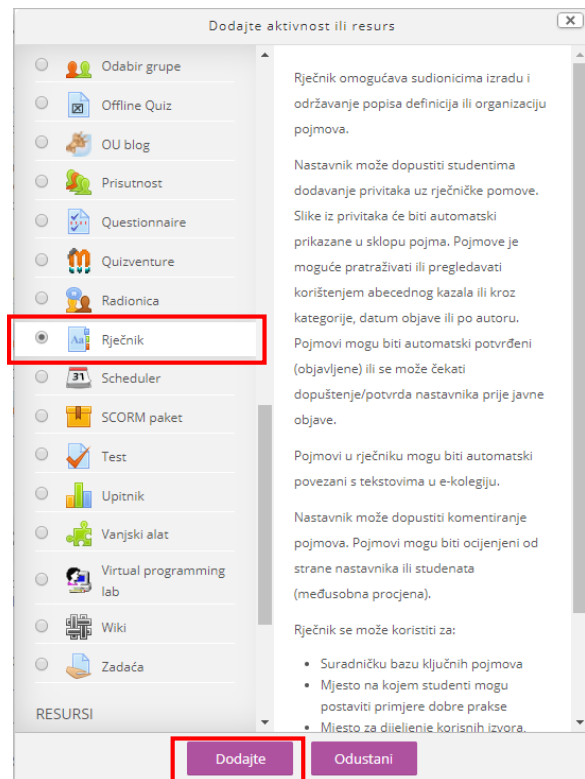 Dodajte aktivnost ili resurs
Odabir grupe
Offline Quiz
OU blog
Prisutnost
Questionnaire
Quizventure
Radionica
Rječnik
Scheduler
SCORM paket
Test
Upitnik
Vanjski alat
Virtual programming
lab
Wiki
Zadaća
RESURSI
Rječnik omogućava sudionicima izradu i
održavanje popisa definicija ili organizaciju
pojmova.
Nastavnik može dopustiti studentima
dodavanje privitaka uz rječničke pomove.
Slike iz privitaka će biti automatski
prikazane u sklopu pojma. Pojmove je
moguće pratraživati ili pregledavati
korištenjem abecednog kazala ili kroz
kategorije, datum objave ili po autoru.
Pojmovi mogu biti automatski potvrđeni
(objavljene) ili se može čekati
dopuštenje/potvrda nastavnika prije javne
objave.
Pojmovi u rječniku mogu biti automatski
povezani s tekstovima u e-kolegiju.
Nastavnik može dopustiti komentiranje
pojmova. Pojmovi mogu biti ocijenjeni od
strane nastavnika ili studenata
(međusobna procjena).
Rječnik se može koristiti za:
• Suradničku bazu ključnih pojmova
• Mjesto na kojem studenti mogu
postaviti primjere dobre prakse
• Mjesto za dijeljenje korisnih izvora,
Dodajte
Odustani